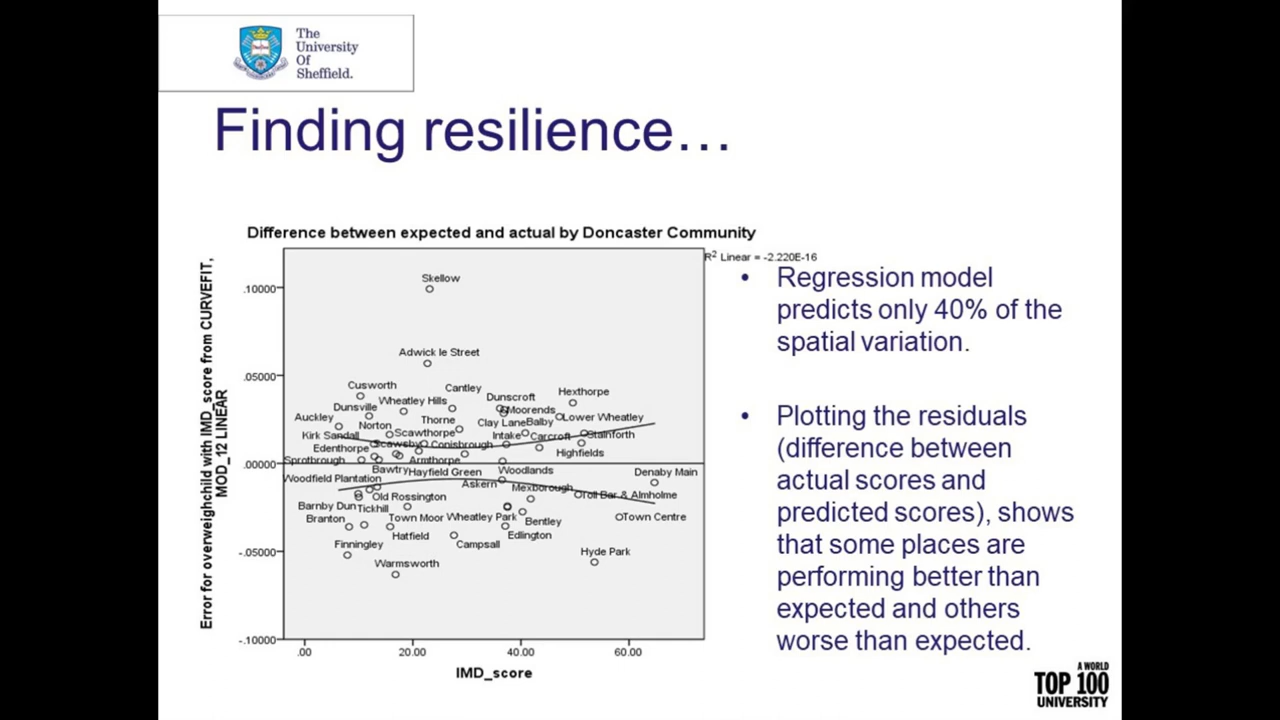 The
University
Of
Sheffield.
Finding resilience…
Difference between expected and actual by Doncaster Community
R2 Linear = -2.220E-16
Error for overweighchild with IMD_score from CURVEFIT,
MOD_12 LINEAR
.10000
.05000
.00000
-.05000
-.10000
Skellow
Adwick le Street
Cusworth
Cantley
Hexthorpe
Wheatley Hills
Dunscroft
Dunsville
Moorends
Auckley
Thorne
Clay Lane
Balby
Lower Wheatley
Norton
Kirk Sandall
Scawthorpe
Intake
Carcroft
Stainforth
Scawsby
Conisbrough
Edenthorpe
Highfields
Sprotbrough
Armthorpe
Bawtry
Hayfield Green
Woodlands
Denaby Main
Woodfield Plantation
Askern
Mexborough
Old Rossington
Toll Bar & Almholme
Barnby Dun
Tickhill
Branton
Town Moor
Wheatley Park
Bentley
Town Centre
Hatfield
Edlington
Finningley
Campsall
Hyde Park
Warmsworth
.00
20.00
40.00
60.00
IMD_score
• Regression model
predicts only 40% of the
spatial variation.
• Plotting the residuals
(difference between
actual scores and
predicted scores), shows
that some places are
performing better than
expected and others
worse than expected.
A WORLD
TOP 100
UNIVERSITY